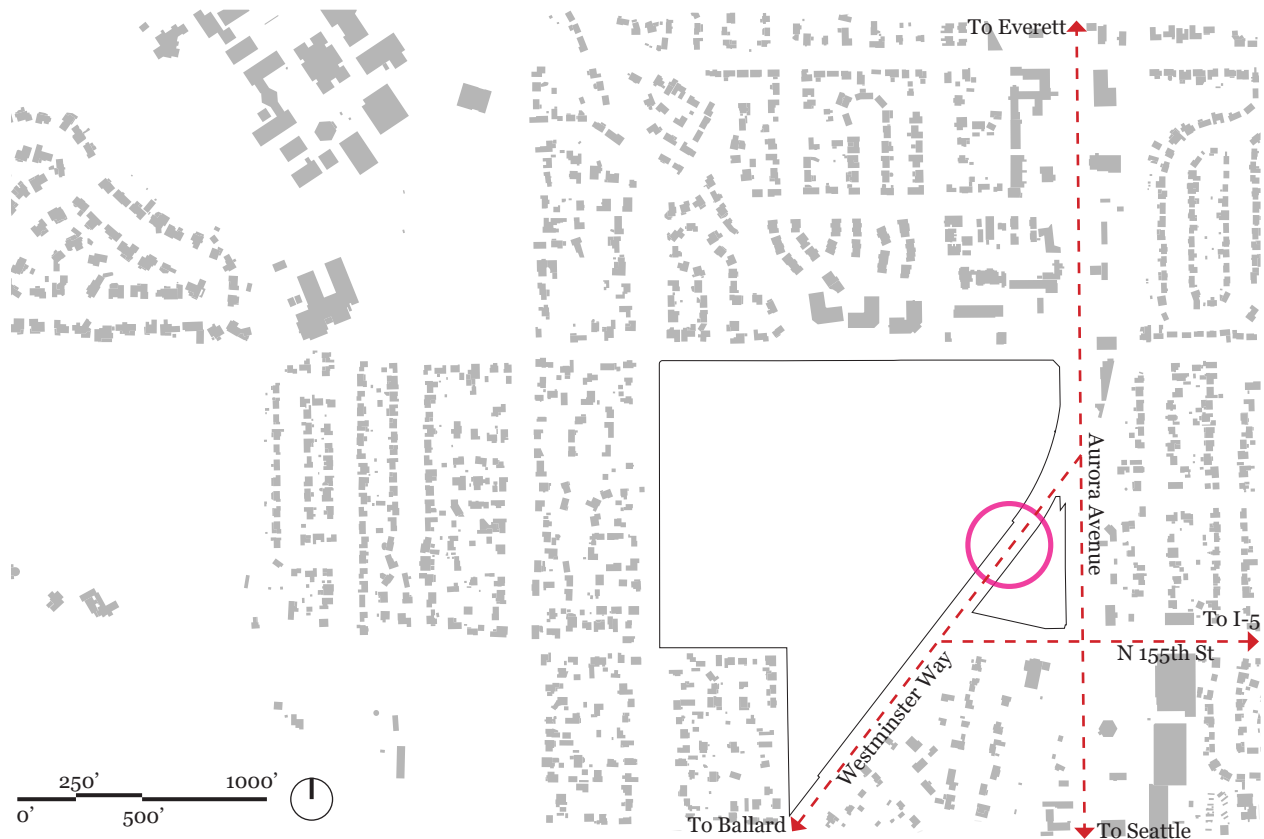 To Everett
Aurora Avenue
To I-5
N 155th St
Westminster Way
250’
1000’
0’
500’
To Ballard
To Seattle